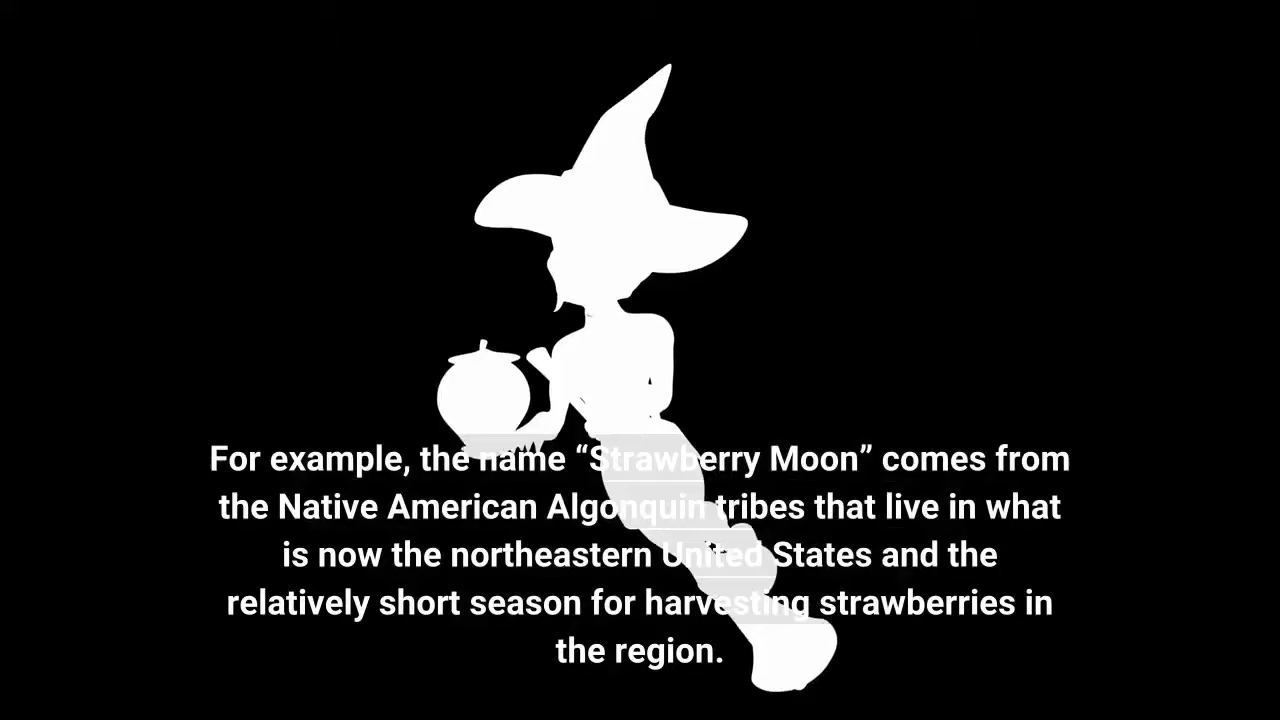 For example, the name “Strawberry Moon” comes from
the Native American Algonquin tribes that live in what
is now the northeastern United States and the
relatively short season for harvesting strawberries in
the region.